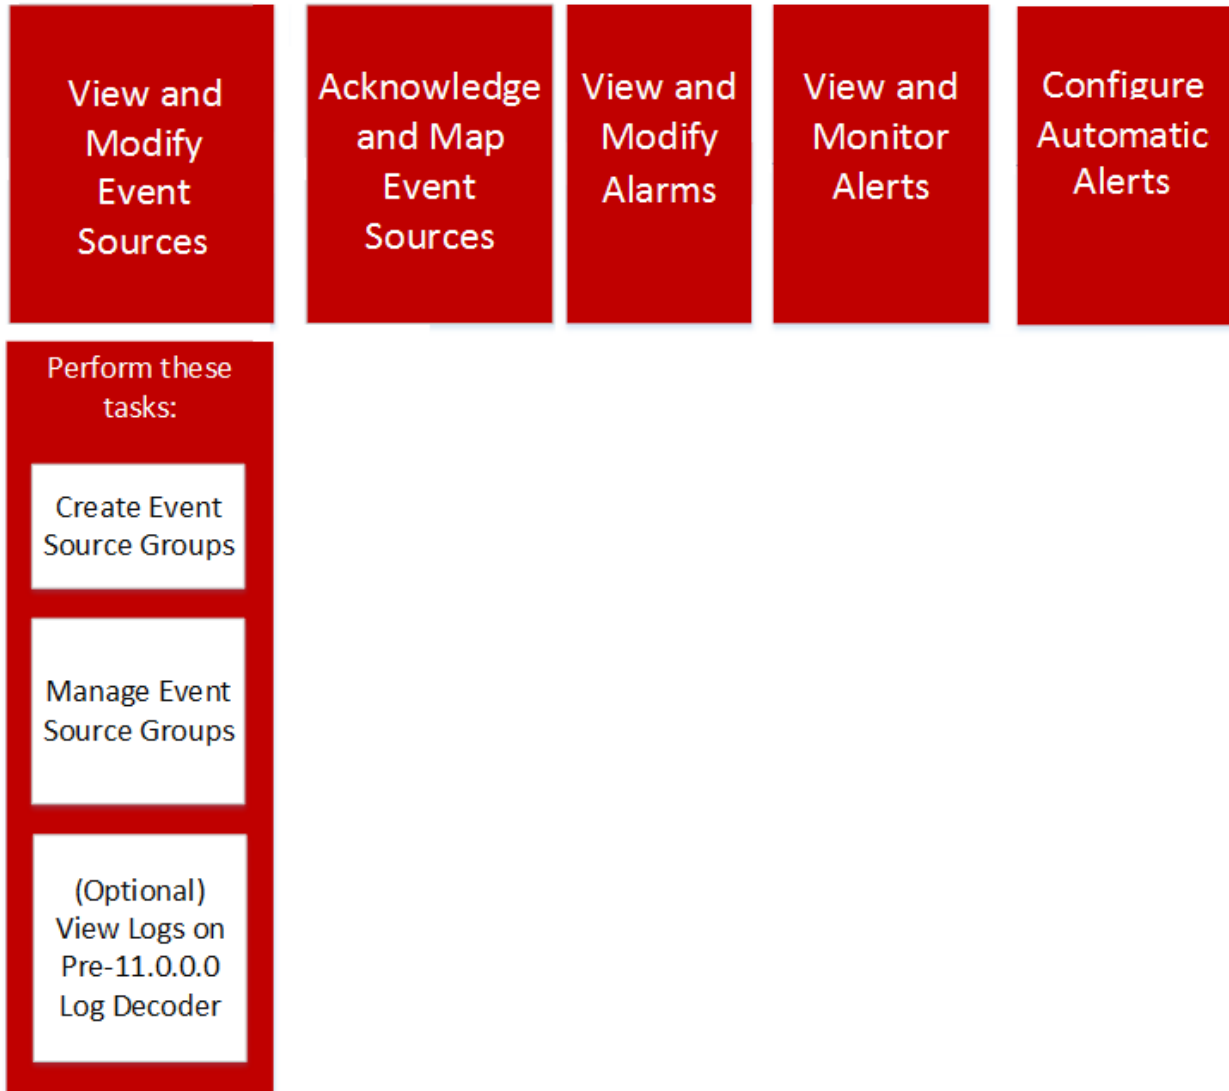 View and
Modify
Event
Sources
Acknowledge
and Map
Event
Sources
View and
Modify
Alarms
View and
Monitor
Alerts
Configure
Automatic
Alerts
Perform these
tasks:
Create Event
Source Groups
Manage Event
Source Groups
(Optional)
View Logs on
Pre-11.0.0.0
Log Decoder